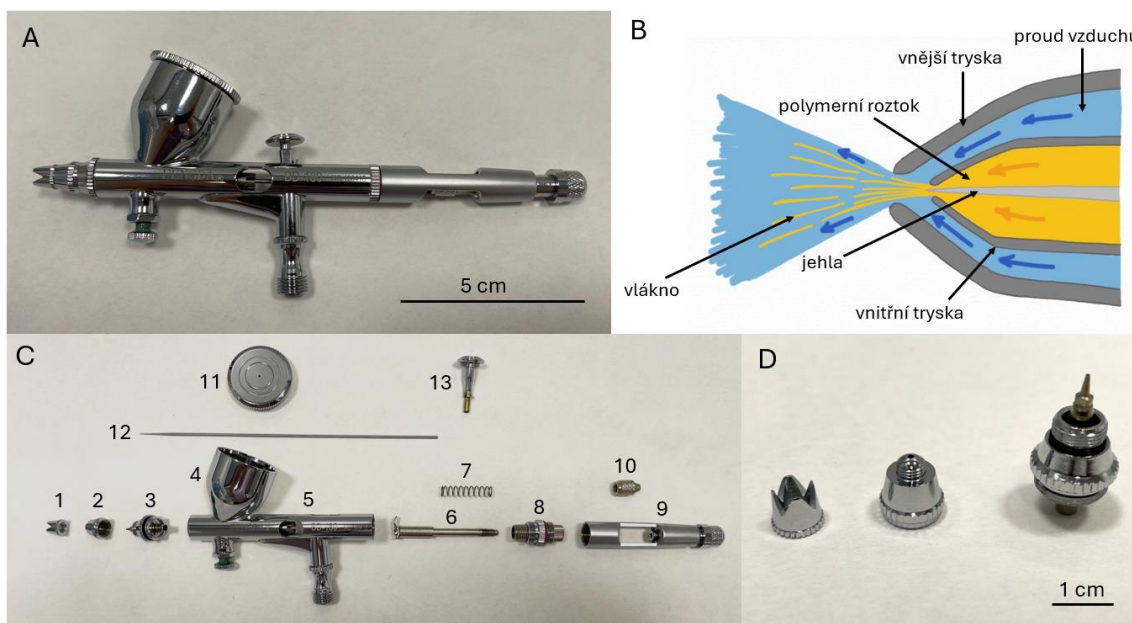 A
5 cm
B
proud vzduchu
vnější tryska
polymerní roztok
jehla
vlákno
vnitřní tryska
C
11
13
12
4
7
10
1
2
3
5
6
8
9
D
1 cm